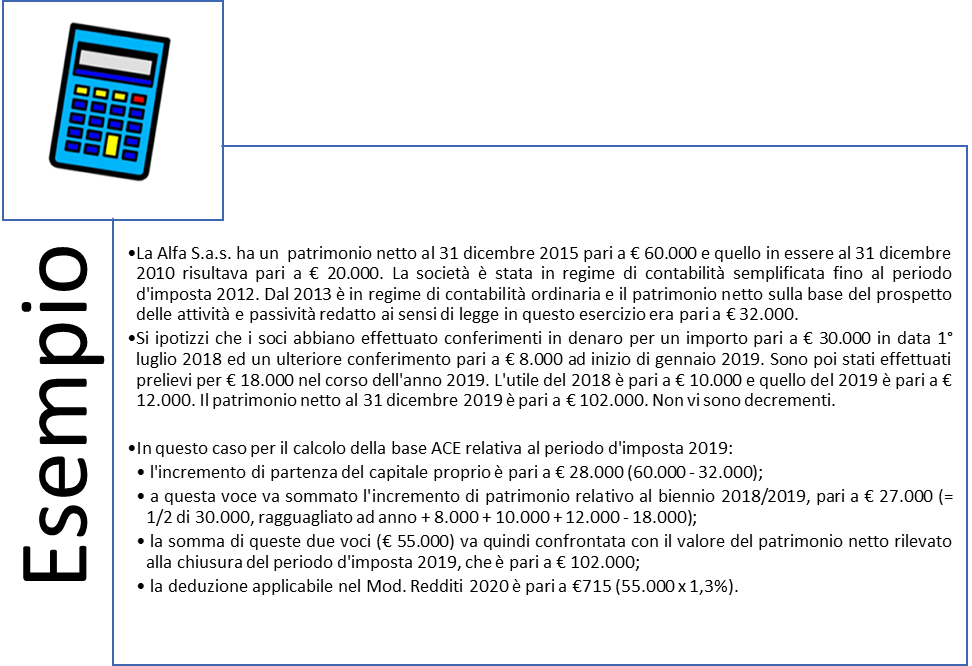 Esempio
•La Alfa S.a.s. ha un patrimonio netto al 31 dicembre 2015 pari a € 60.000 e quello in essere al 31 dicembre
2010 risultava pari a € 20.000. La società è stata in regime di contabilità semplificata fino al periodo
d'imposta 2012. Dal 2013 è in regime di contabilità ordinaria e il patrimonio netto sulla base del prospetto
delle attività e passività redatto ai sensi di legge in questo esercizio era pari a € 32.000.
•Si ipotizzi che i soci abbiano effettuato conferimenti in denaro per un importo pari a € 30.000 in data 1°
luglio 2018 ed un ulteriore conferimento pari a € 8.000 ad inizio di gennaio 2019. Sono poi stati effettuati
prelievi per € 18.000 nel corso dell'anno 2019. L'utile del 2018 è pari a € 10.000 e quello del 2019 è pari a €
12.000. Il patrimonio netto al 31 dicembre 2019 è pari a € 102.000. Non vi sono decrementi.
•In questo caso per il calcolo della base ACE relativa al periodo d'imposta 2019:
• l'incremento di partenza del capitale proprio è pari a € 28.000 (60.000 - 32.000);
• a questa voce va sommato l'incremento di patrimonio relativo al biennio 2018/2019, pari a € 27.000 (=
1/2 di 30.000, ragguagliato ad anno + 8.000 + 10.000 + 12.000 - 18.000);
• la somma di queste due voci (€ 55.000) va quindi confrontata con il valore del patrimonio netto rilevato
alla chiusura del periodo d'imposta 2019, che è pari a € 102.000;
• la deduzione applicabile nel Mod. Redditi 2020 è pari a €715 (55.000 x 1,3%).